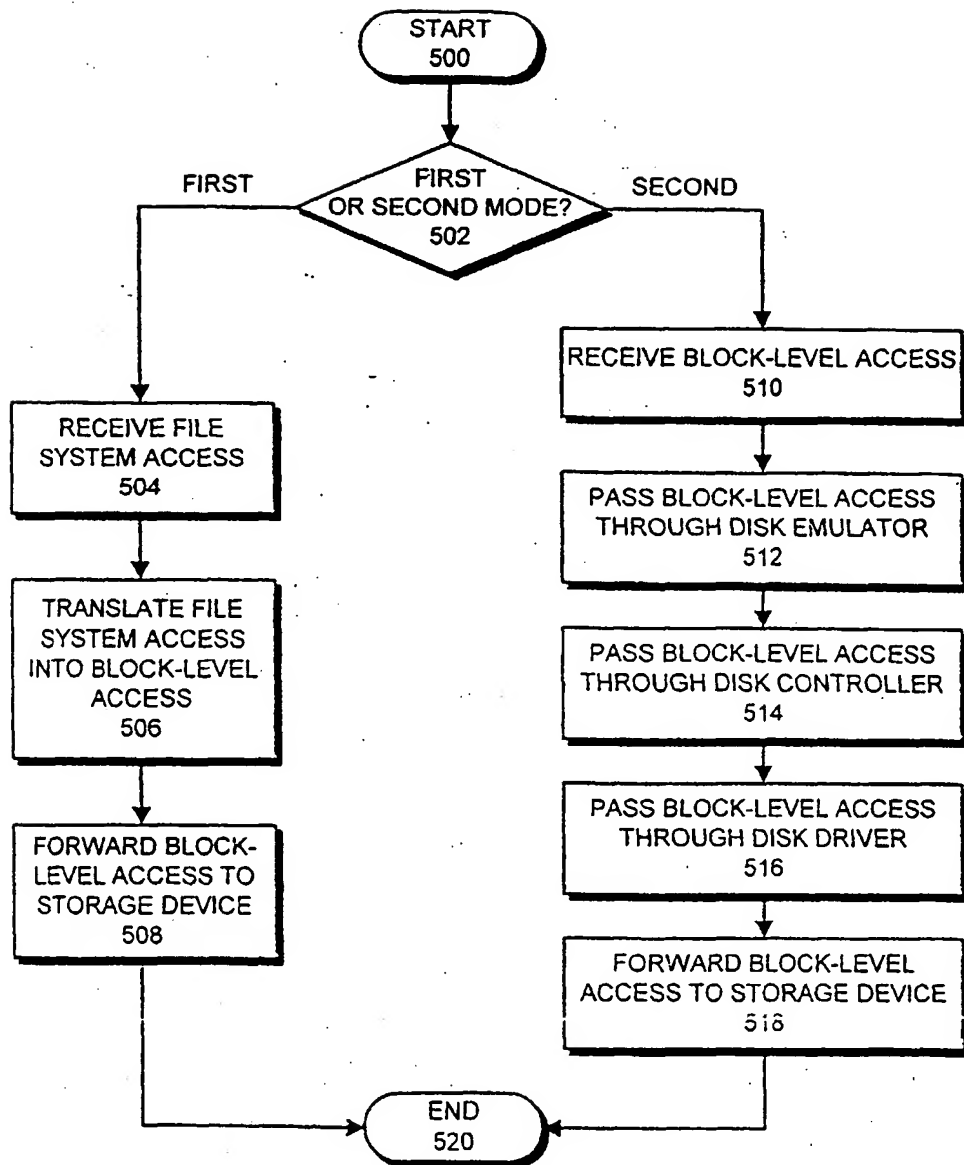 START
500
FIRST
OR SECOND MODE?
502
FIRST
SECOND
RECEIVE FILE
SYSTEM ACCESS
504
TRANSLATE FILE
SYSTEM ACCESS
INTO BLOCK-LEVEL
ACCESS
506
FORWARD BLOCK-
LEVEL ACCESS TO
STORAGE DEVICE
508
RECEIVE BLOCK-LEVEL ACCESS
510
PASS BLOCK-LEVEL ACCESS
THROUGH DISK EMULATOR
512
PASS BLOCK-LEVEL ACCESS
THROUGH DISK CONTROLLER
514
PASS BLOCK-LEVEL ACCESS
THROUGH DISK DRIVER
516
FORWARD BLOCK-LEVEL
ACCESS TO STORAGE DEVICE
518
END
520